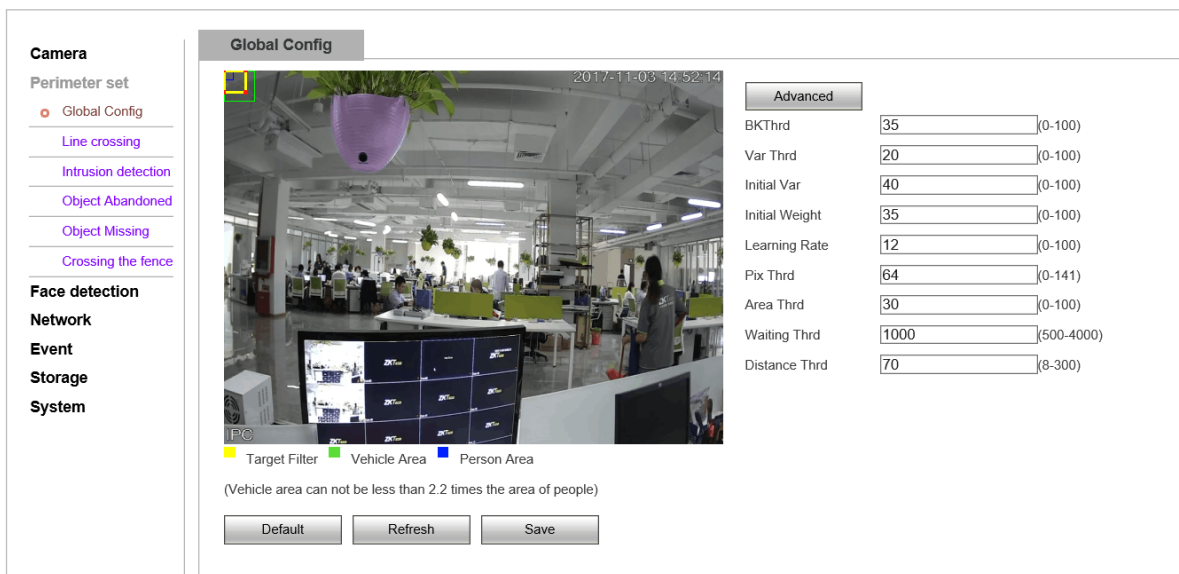 Global Config
Camera
Perimeter set
Global Config
Line crossing
Intrusion detection
Object Abandoned
Object Missing
Crossing the fence
Face detection
Network
Event
Storage
System
2017-11-03 14:52:14
IPC
Target Filter Vehicle Area Person Area
(Vehicle area can not be less than 2.2 times the area of people)
Default Refresh Save
Advanced
BKThrd 35 (0-100)
Var Thrd 20 (0-100)
Initial Var 40 (0-100)
Initial Weight 35 (0-100)
Learning Rate 12 (0-100)
Pix Thrd 64 (0-141)
Area Thrd 30 (0-100)
Waiting Thrd 1000 (500-4000)
Distance Thrd 70 (8-300)